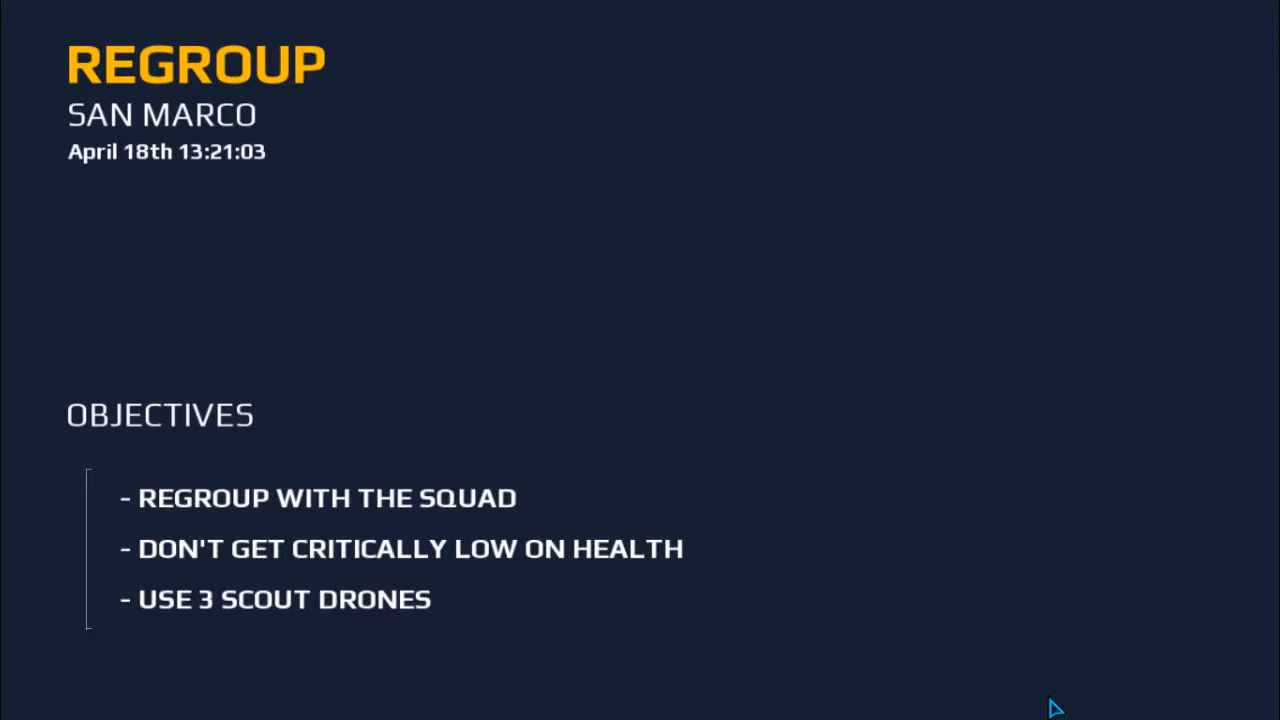 REGROUP
SAN MARCO
April 18th 13:21:03
OBJECTIVES
- REGROUP WITH THE SQUAD
- DON'T GET CRITICALLY LOW ON HEALTH
- USE 3 SCOUT DRONES